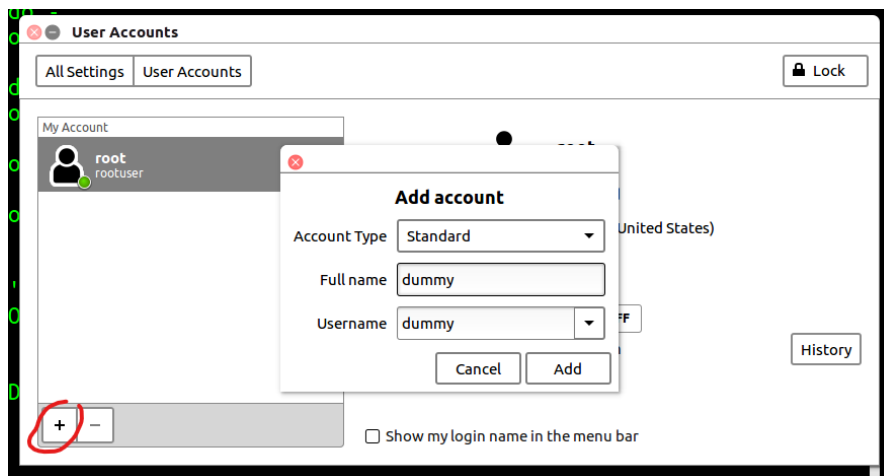 User Accounts
All Settings User Accounts
Lock
My Account
root
rootuser
Add account
Account Type Standard
United States)
Full name dummy
Username dummy
Cancel Add
History
+ −
Show my login name in the menu bar